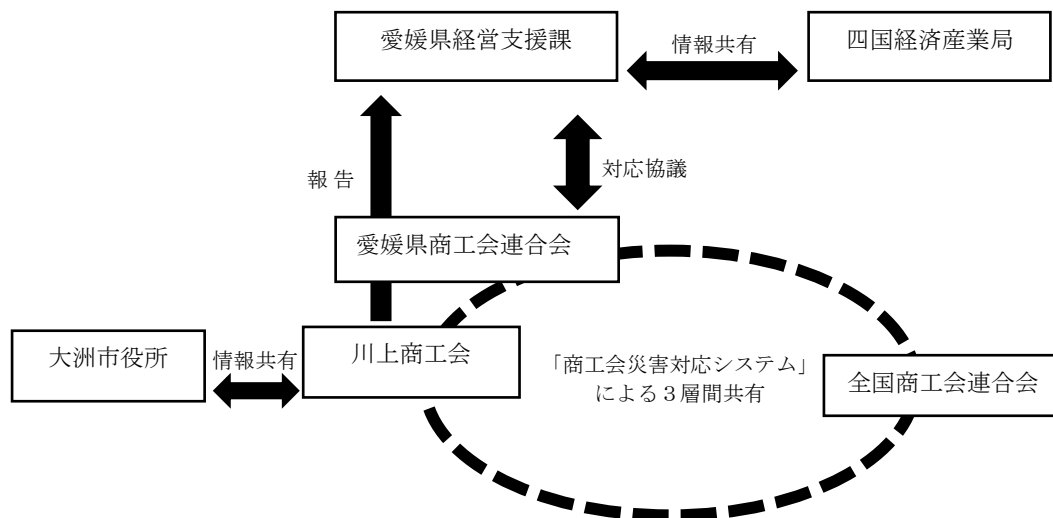 愛媛県経営支援課
情報共有
四国経済産業局
報 告
対応協議
愛媛県商工会連合会
大洲市役所
情報共有
川上商工会
「商工会災害対応システム」
による３層間共有
全国商工会連合会